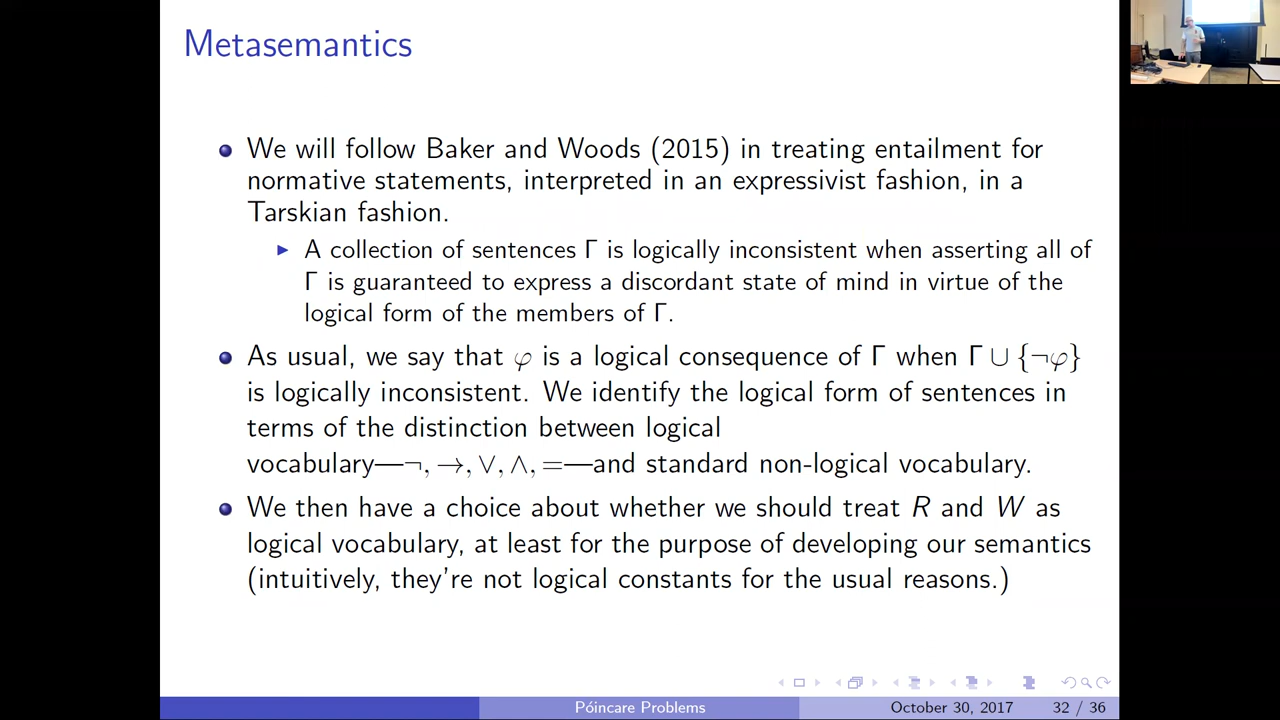 Metasemantics
We will follow Baker and Woods (2015) in treating entailment for
normative statements, interpreted in an expressivist fashion, in a
Tarskian fashion.
A collection of sentences Γ is logically inconsistent when asserting all of
Γ is guaranteed to express a discordant state of mind in virtue of the
logical form of the members of Γ.
As usual, we say that φ is a logical consequence of Γ when Γ ∪ {¬φ}
is logically inconsistent. We identify the logical form of sentences in
terms of the distinction between logical
vocabulary—¬, →, ∨, ∧, =—and standard non-logical vocabulary.
We then have a choice about whether we should treat R and W as
logical vocabulary, at least for the purpose of developing our semantics
(intuitively, they're not logical constants for the usual reasons.)
Póincare Problems
October 30, 2017
32 / 36